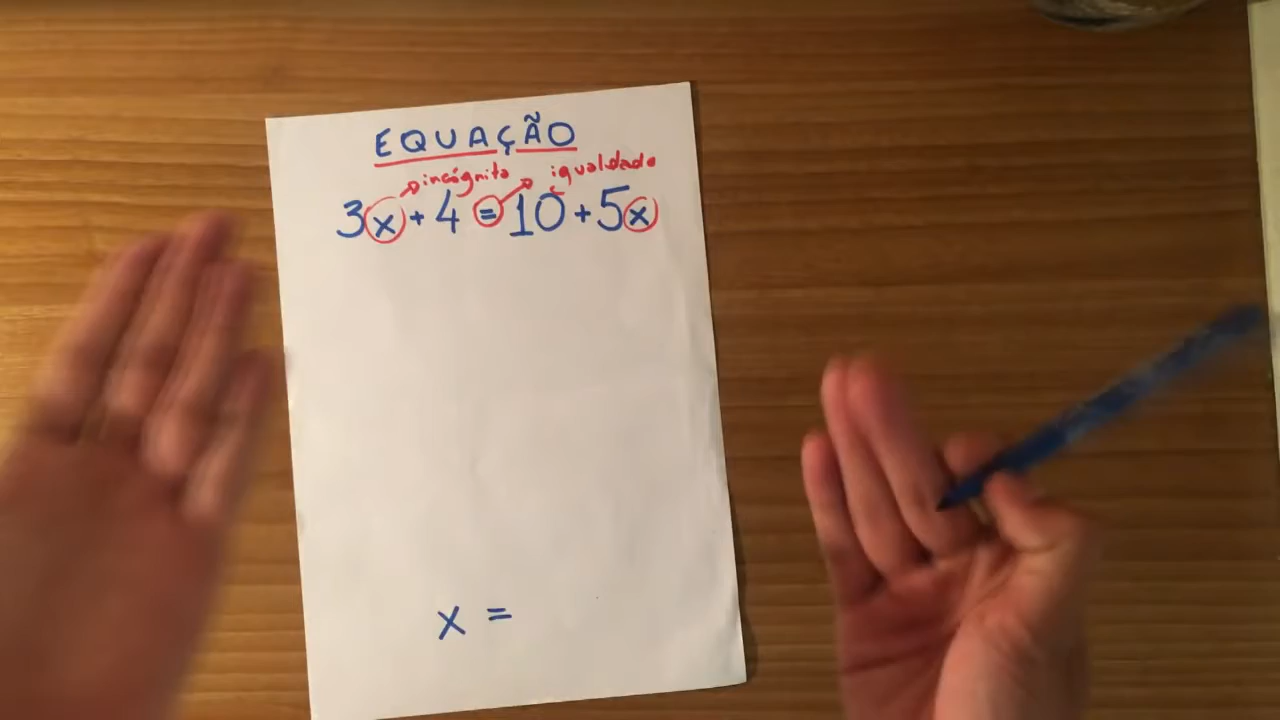 EQUAÇÃO
incógnita igualdade
3x + 4 = 10 + 5x
x =